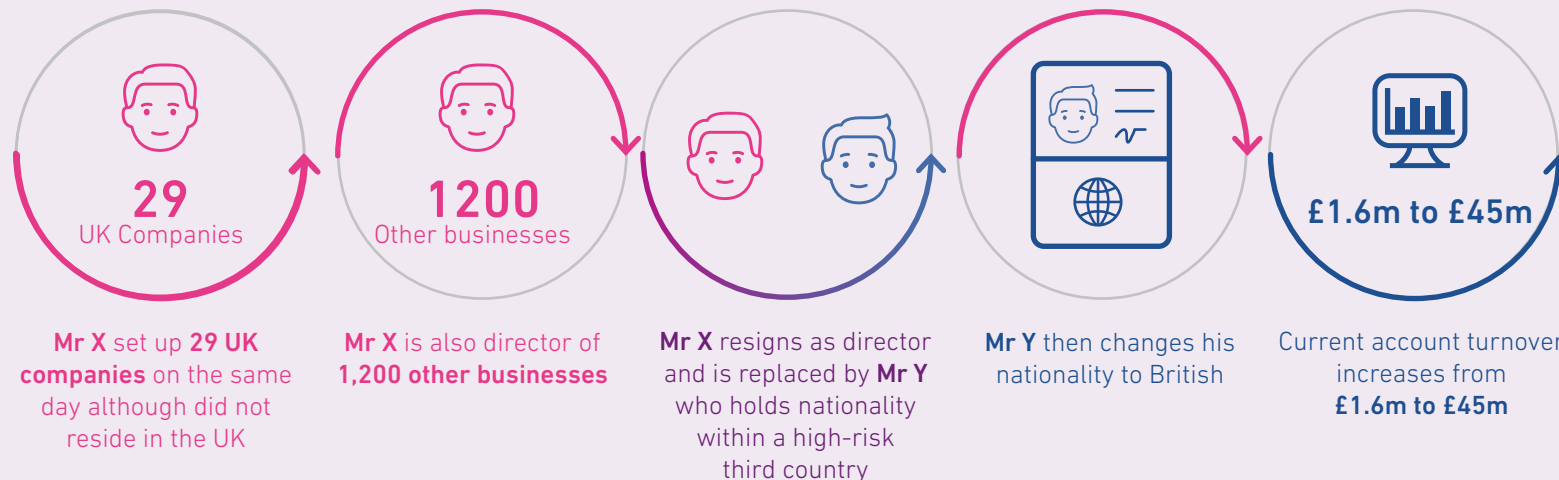 29
UK Companies
Mr X set up 29 UK
companies on the same
day although did not
reside in the UK
1200
Other businesses
Mr X is also director of
1,200 other businesses
Mr X resigns as director
and is replaced by Mr Y
who holds nationality
within a high-risk
third country
Mr Y then changes his
nationality to British
£1.6m to £45m
Current account turnover
increases from
£1.6m to £45m